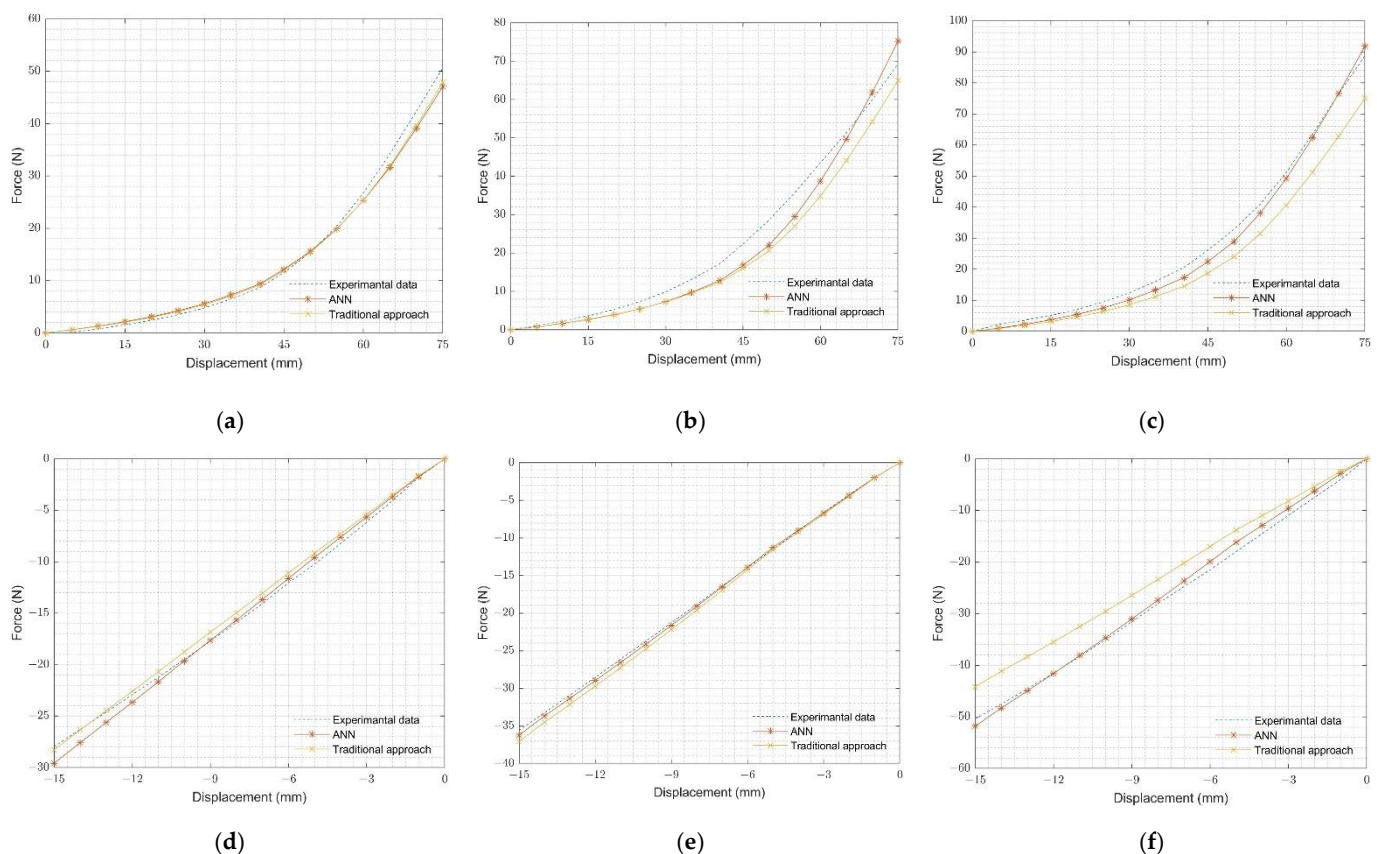 60
50
40
30
20
10
0
Force (N)
Experimantal data
ANN
Traditional approach
0 15 30 45 60 75
Displacement (mm)
(a)
80
70
60
50
40
30
20
10
0
Force (N)
Experimantal data
ANN
Traditional approach
0 15 30 45 60 75
Displacement (mm)
(b)
100
90
80
70
60
50
40
30
20
10
0
Force (N)
Experimantal data
ANN
Traditional approach
0 15 30 45 60 75
Displacement (mm)
(c)
0
−5
−10
−15
−20
−25
−30
Force (N)
Experimantal data
ANN
Traditional approach
−15 −12 −9 −6 −3 0
Displacement (mm)
(d)
0
−5
−10
−15
−20
−25
−30
−35
−40
Force (N)
Experimantal data
ANN
Traditional approach
−15 −12 −9 −6 −3 0
Displacement (mm)
(e)
0
−10
−20
−30
−40
−50
−60
Force (N)
Experimantal data
ANN
Traditional approach
−15 −12 −9 −6 −3 0
Displacement (mm)
(f)